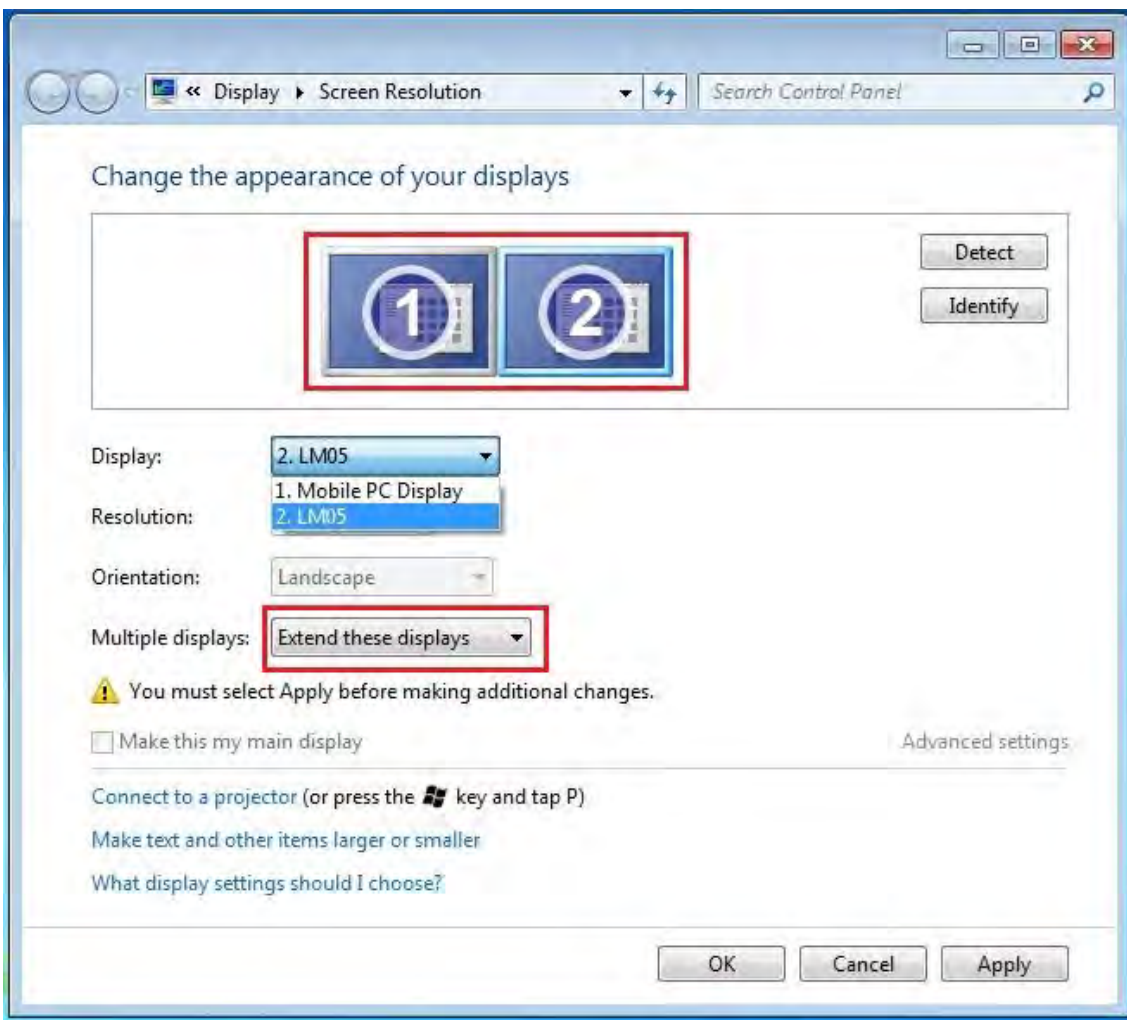 « Display ▸ Screen Resolution
Search Control Panel
Change the appearance of your displays
1
2
Detect
Identify
Display:
2. LM05
1. Mobile PC Display
2. LM05
Resolution:
Orientation:
Landscape
Multiple displays:
Extend these displays
You must select Apply before making additional changes.
Make this my main display
Advanced settings
Connect to a projector (or press the key and tap P)
Make text and other items larger or smaller
What display settings should I choose?
OK
Cancel
Apply